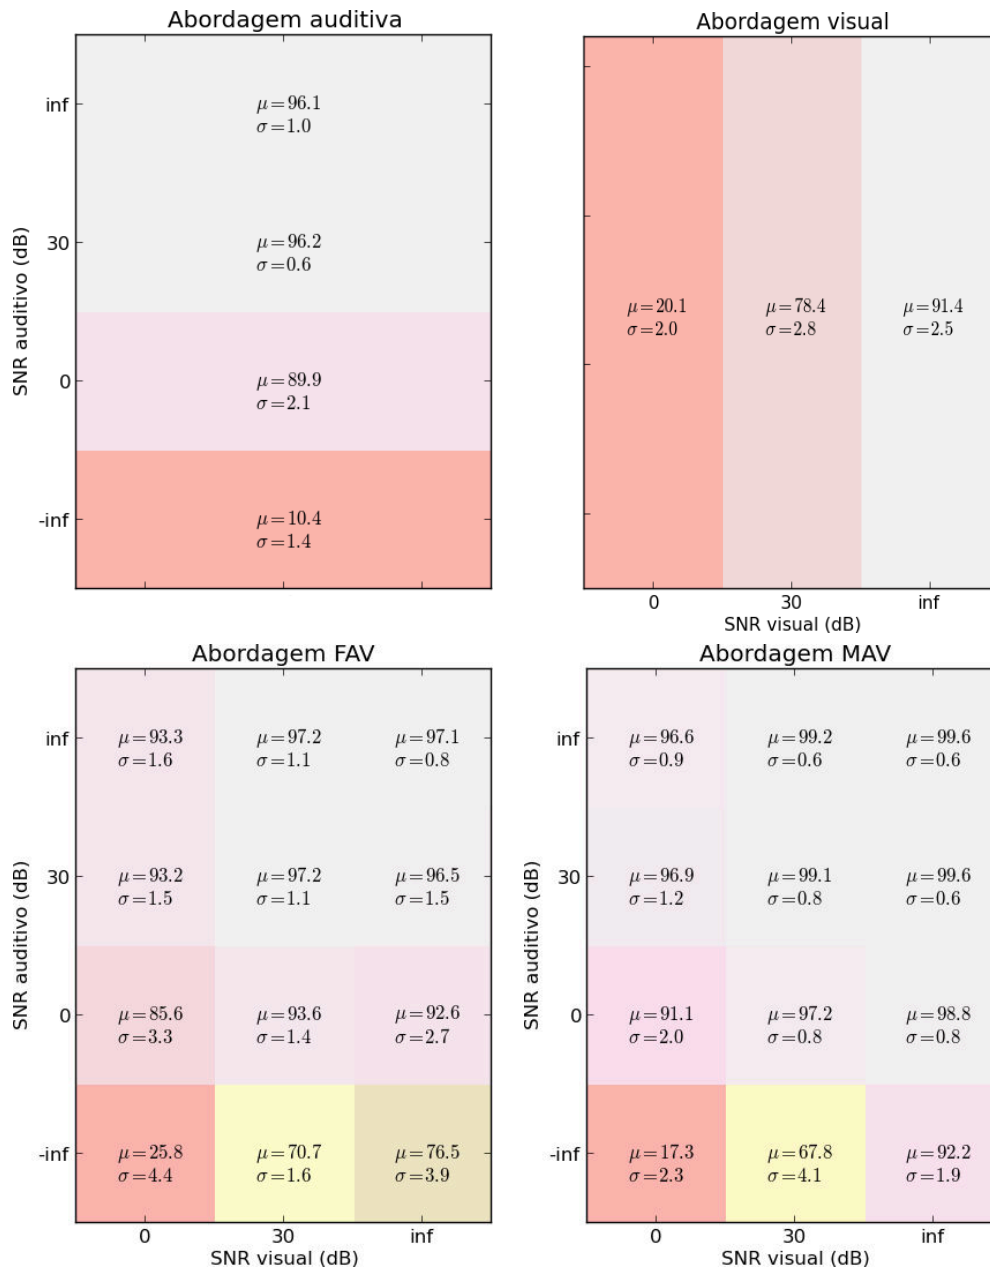 Abordagem auditiva
SNR auditivo (dB)
inf
μ=96.1
σ=1.0
30
μ=96.2
σ=0.6
0
μ=89.9
σ=2.1
-inf
μ=10.4
σ=1.4
Abordagem visual
μ=20.1
σ=2.0
μ=78.4
σ=2.8
μ=91.4
σ=2.5
0 30 inf
SNR visual (dB)
Abordagem FAV
SNR auditivo (dB)
inf
μ=93.3 μ=97.2 μ=97.1
σ=1.6 σ=1.1 σ=0.8
30
μ=93.2 μ=97.2 μ=96.5
σ=1.5 σ=1.1 σ=1.5
0
μ=85.6 μ=93.6 μ=92.6
σ=3.3 σ=1.4 σ=2.7
-inf
μ=25.8 μ=70.7 μ=76.5
σ=4.4 σ=1.6 σ=3.9
0 30 inf
SNR visual (dB)
Abordagem MAV
SNR auditivo (dB)
inf
μ=96.6 μ=99.2 μ=99.6
σ=0.9 σ=0.6 σ=0.6
30
μ=96.9 μ=99.1 μ=99.6
σ=1.2 σ=0.8 σ=0.6
0
μ=91.1 μ=97.2 μ=98.8
σ=2.0 σ=0.8 σ=0.8
-inf
μ=17.3 μ=67.8 μ=92.2
σ=2.3 σ=4.1 σ=1.9
0 30 inf
SNR visual (dB)